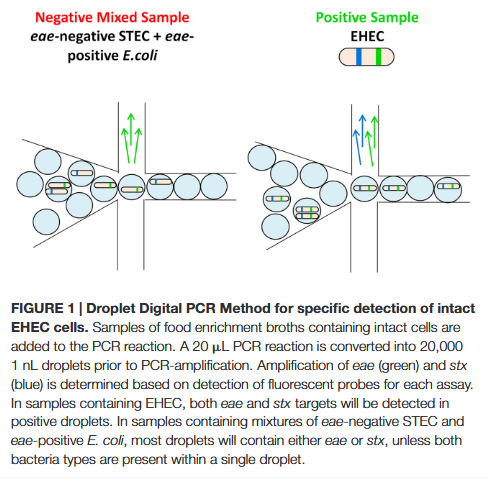 Negative Mixed Sample
eae-negative STEC + eae-
positive E.coli
Positive Sample
EHEC
FIGURE 1 | Droplet Digital PCR Method for specific detection of intact
EHEC cells. Samples of food enrichment broths containing intact cells are
added to the PCR reaction. A 20 μL PCR reaction is converted into 20,000
1 nL droplets prior to PCR-amplification. Amplification of eae (green) and stx
(blue) is determined based on detection of fluorescent probes for each assay.
In samples containing EHEC, both eae and stx targets will be detected in
positive droplets. In samples containing mixtures of eae-negative STEC and
eae-positive E. coli, most droplets will contain either eae or stx, unless both
bacteria types are present within a single droplet.